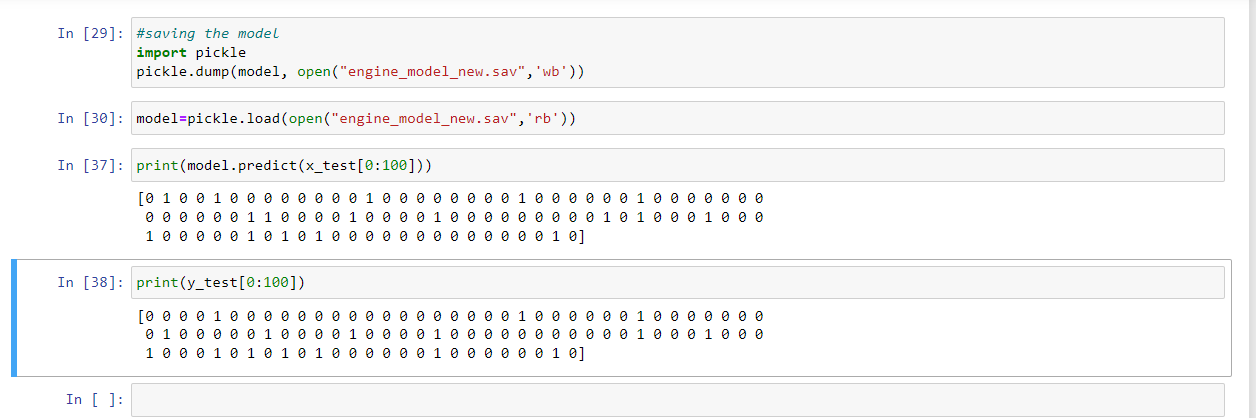 In [29]: #saving the model
import pickle
pickle.dump(model, open("engine_model_new.sav",'wb'))
In [30]: model=pickle.load(open("engine_model_new.sav",'rb'))
In [37]: print(model.predict(x_test[0:100]))
[0 1 0 0 1 0 0 0 0 0 0 0 0 1 0 0 0 0 0 0 0 0 1 0 0 0 0 0 0 1 0 0 0 0 0 0 0
0 0 0 0 0 0 1 1 0 0 0 0 1 0 0 0 0 1 0 0 0 0 0 0 0 0 0 1 0 1 0 0 0 1 0 0 0
1 0 0 0 0 0 1 0 1 0 1 0 0 0 0 0 0 0 0 0 0 0 0 0 1 0]
In [38]: print(y_test[0:100])
[0 0 0 0 1 0 0 0 0 0 0 0 0 0 0 0 0 0 0 0 0 0 1 0 0 0 0 0 0 1 0 0 0 0 0 0 0
0 1 0 0 0 0 0 1 0 0 0 0 1 0 0 0 0 1 0 0 0 0 0 0 0 0 0 0 0 1 0 0 0 1 0 0 0
1 0 0 0 1 0 1 0 1 0 1 0 0 0 0 0 0 1 0 0 0 0 0 0 1 0]
In [ ]: